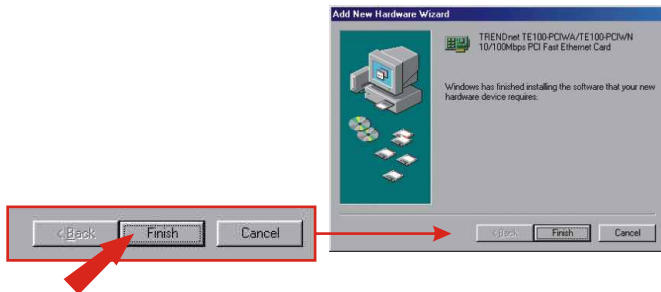 Add New Hardware Wizard
TRENDnet TE100-PCIWA/TE100-PCIWN
10/100Mbps PCI Fast Ethernet Card
Windows has finished installing the software that your new
hardware device requires.
< Back Finish Cancel
< Back Finish Cancel